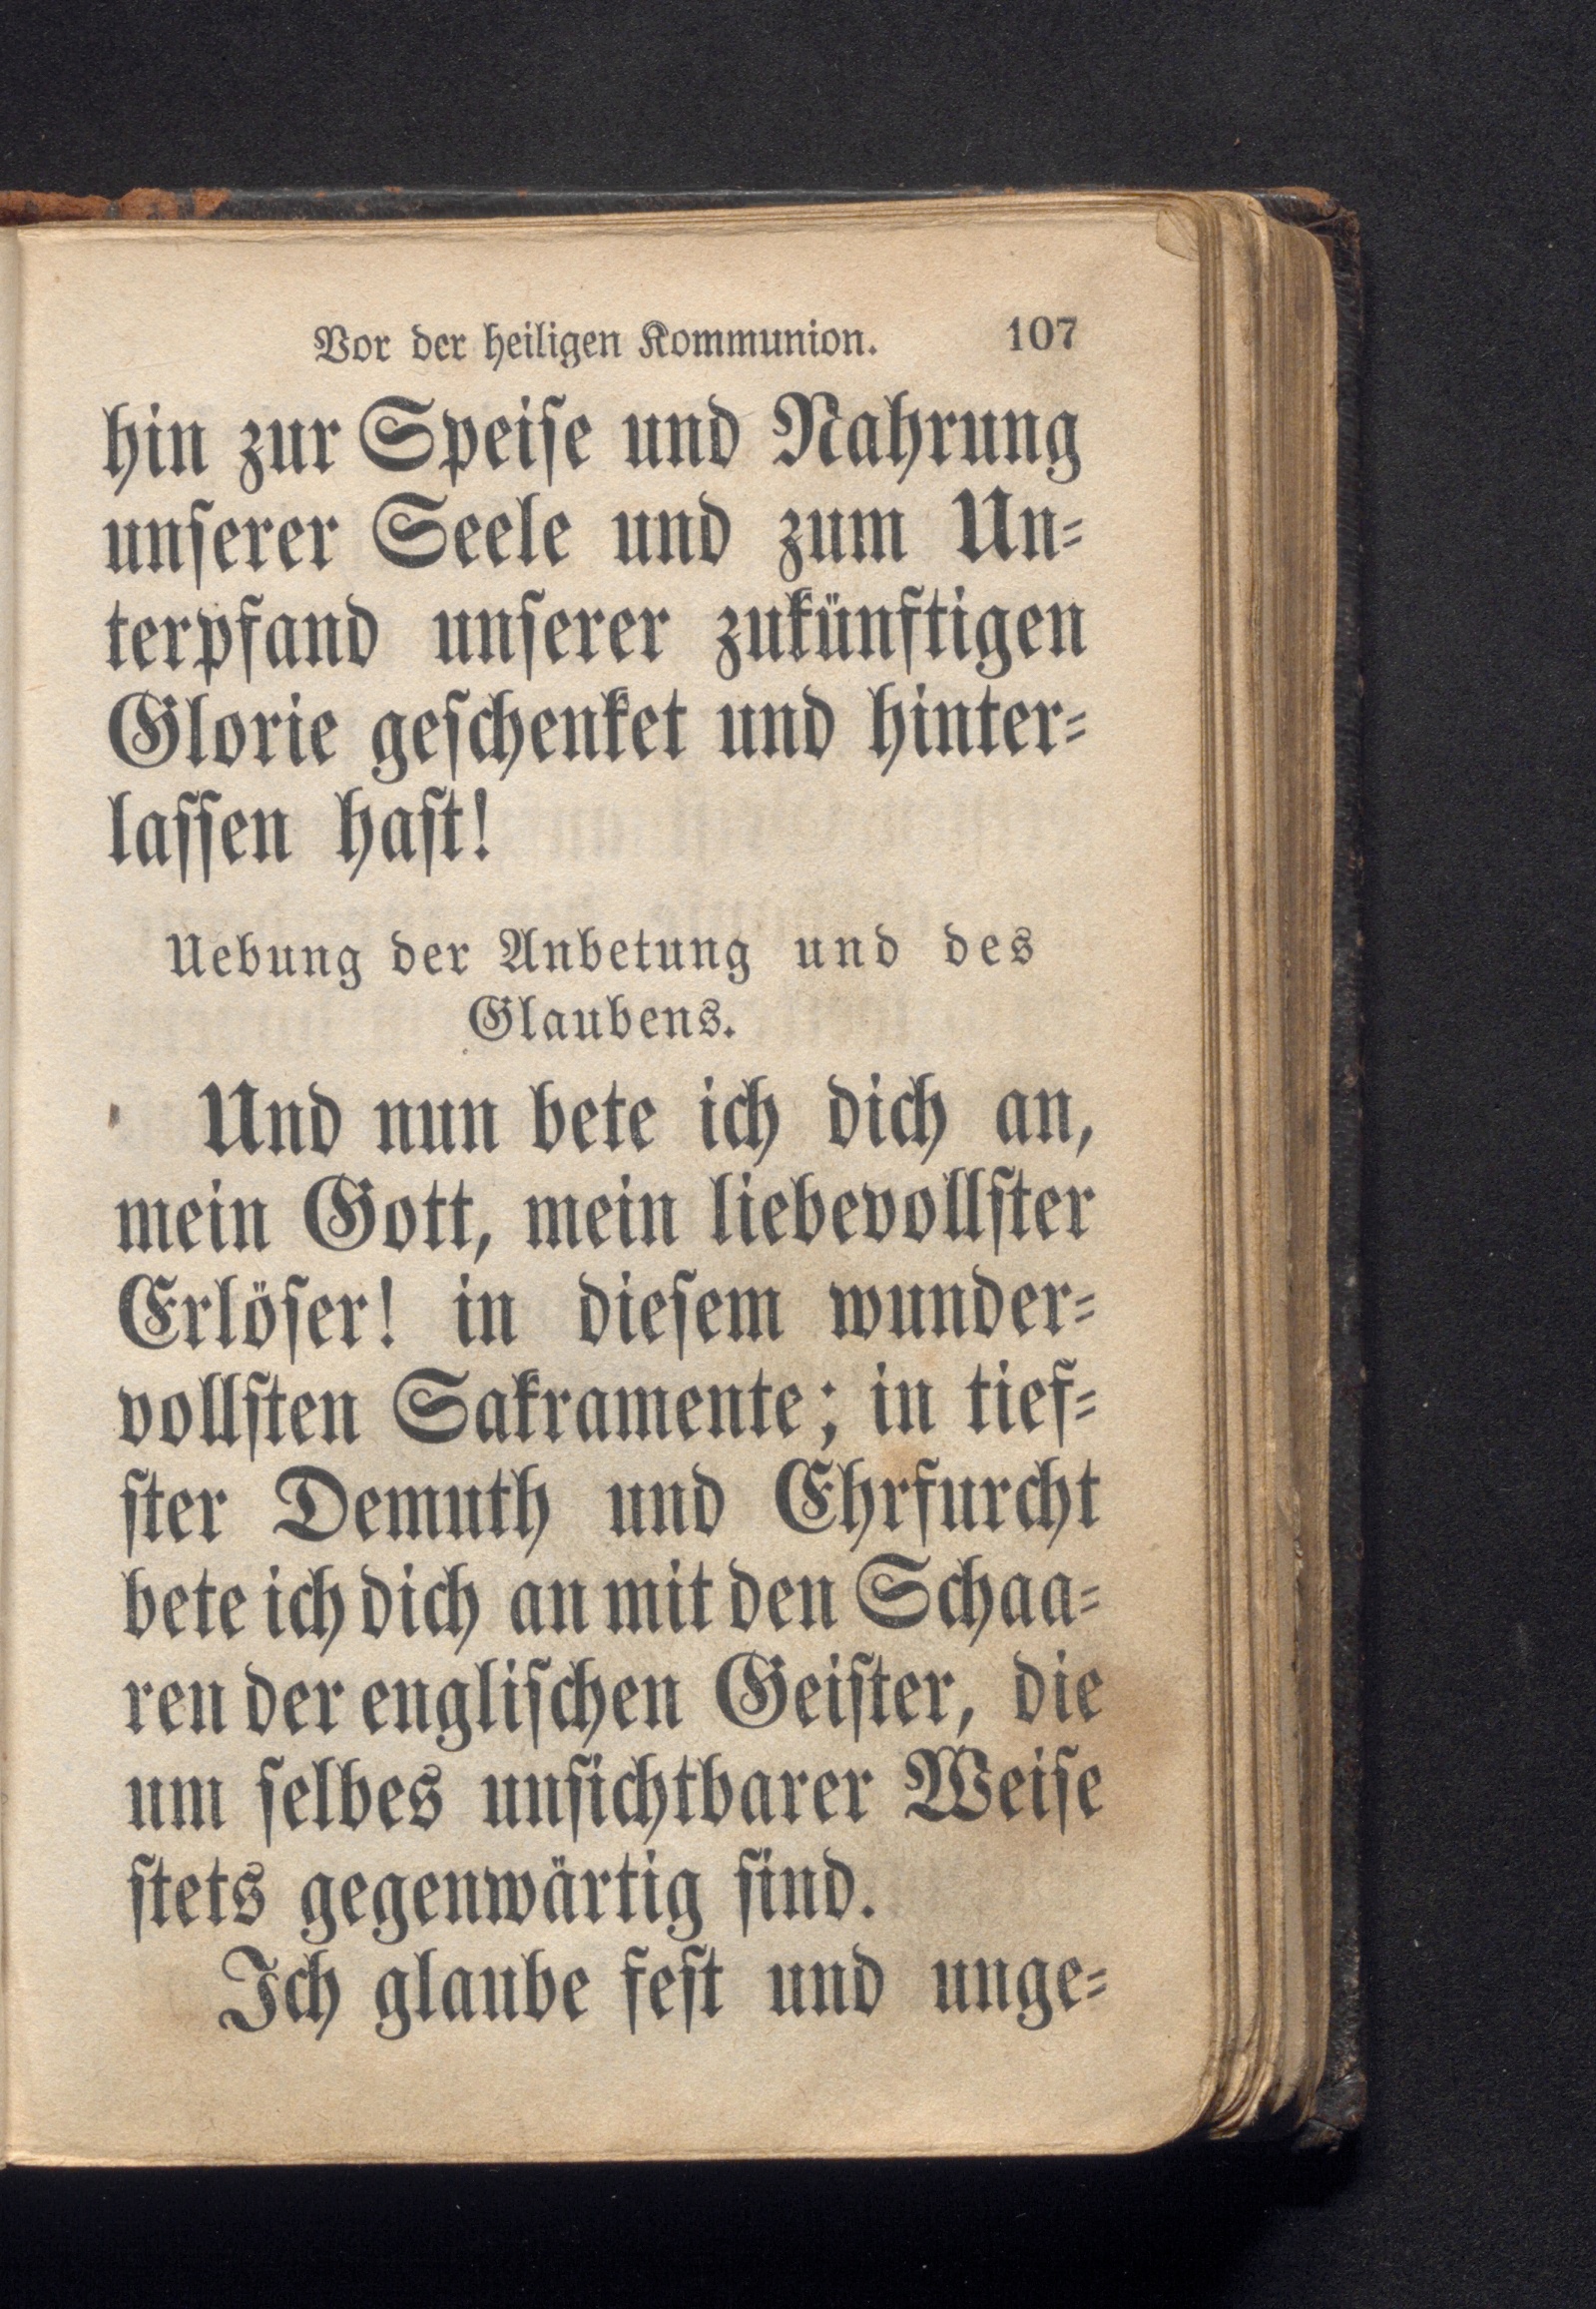 Vor der heiligen Kommunion. 107
hin zur Speiſe und Nahrung
unſerer Seele und zum Un⸗
terpfand unſerer zukünftigen
Glorie geſchenket und hinter⸗
laſſen haſt!
Uebung der Anbetung und des
Glaubens.
Und nun bete ich dich an,
mein Gott, mein liebevollſter
Erlöſer! in dieſem wunder⸗
vollſten Sakramente; in tief⸗
ſter Demuth und Ehrfurcht
bete ich dich an mit den Schaa⸗
ren der engliſchen Geiſter, die
um ſelbes unſichtbarer Weiſe
ſtets gegenwärtig ſind.
Ich glaube feſt und unge⸗